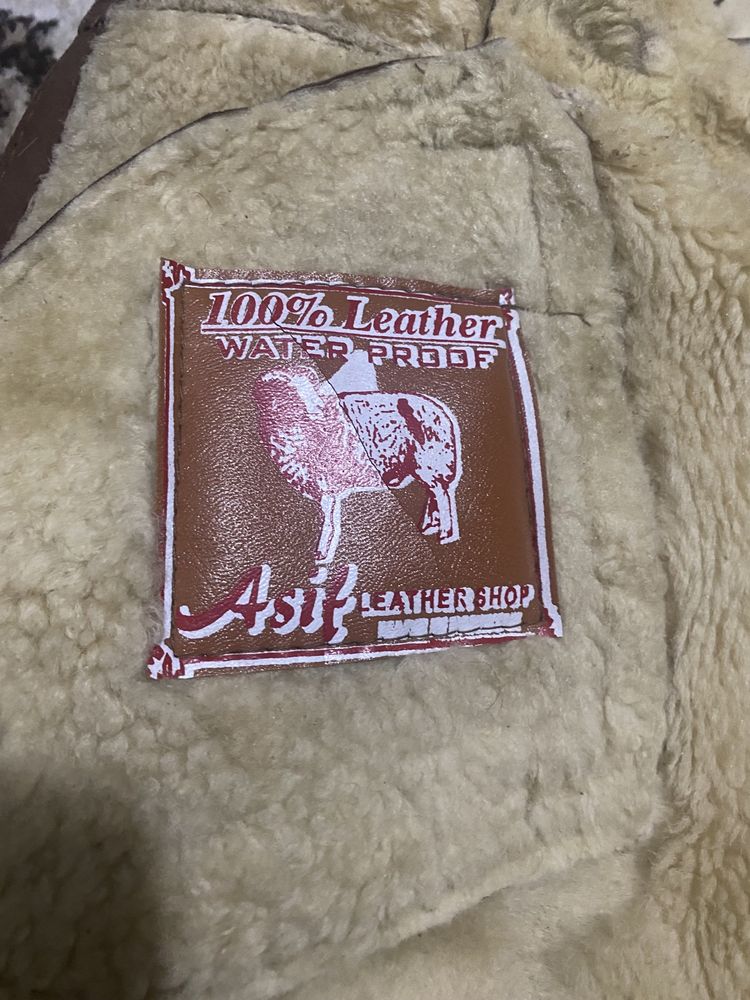 100% Leather
WATER PROOF
Asif LEATHER SHOP